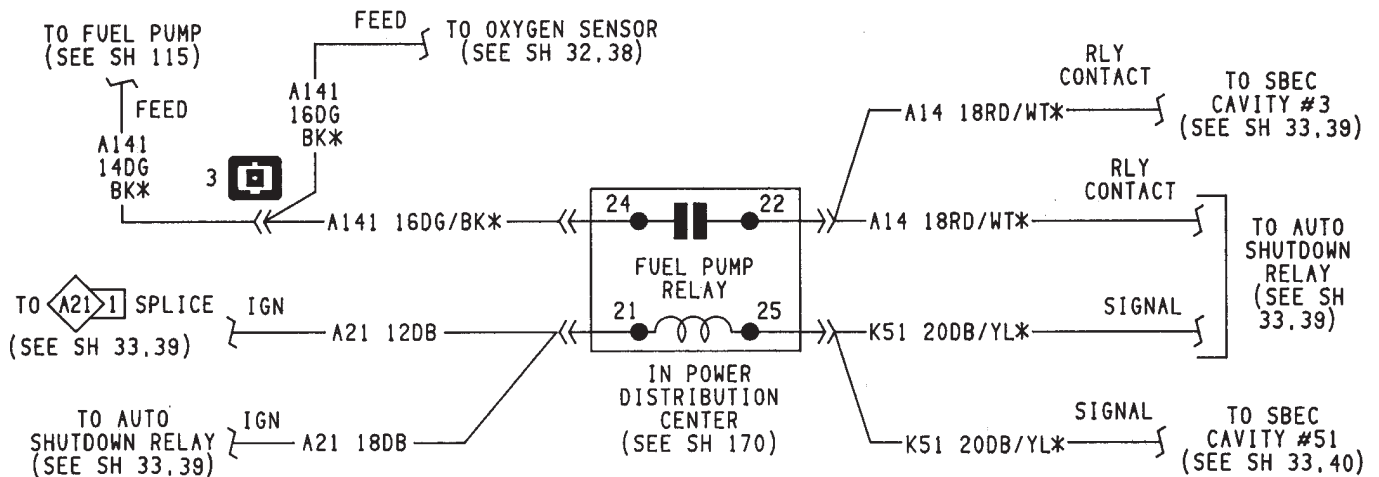 TO FUEL PUMP
(SEE SH 115)
FEED
A141
14DG
BK*
FEED
TO OXYGEN SENSOR
(SEE SH 32,38)
A141
16DG
BK*
3
A141 16DG/BK*
24
22
FUEL PUMP
RELAY
21
25
IN POWER
DISTRIBUTION
CENTER
(SEE SH 170)
TO A21 1 SPLICE
(SEE SH 33,39)
IGN
A21 12DB
TO AUTO
SHUTDOWN RELAY
(SEE SH 33,39)
IGN
A21 18DB
A14 18RD/WT*
RLY
CONTACT
TO SBEC
CAVITY #3
(SEE SH 33,39)
A14 18RD/WT*
RLY
CONTACT
TO AUTO
SHUTDOWN
RELAY
(SEE SH
33,39)
K51 20DB/YL*
SIGNAL
K51 20DB/YL*
SIGNAL
TO SBEC
CAVITY #51
(SEE SH 33,40)